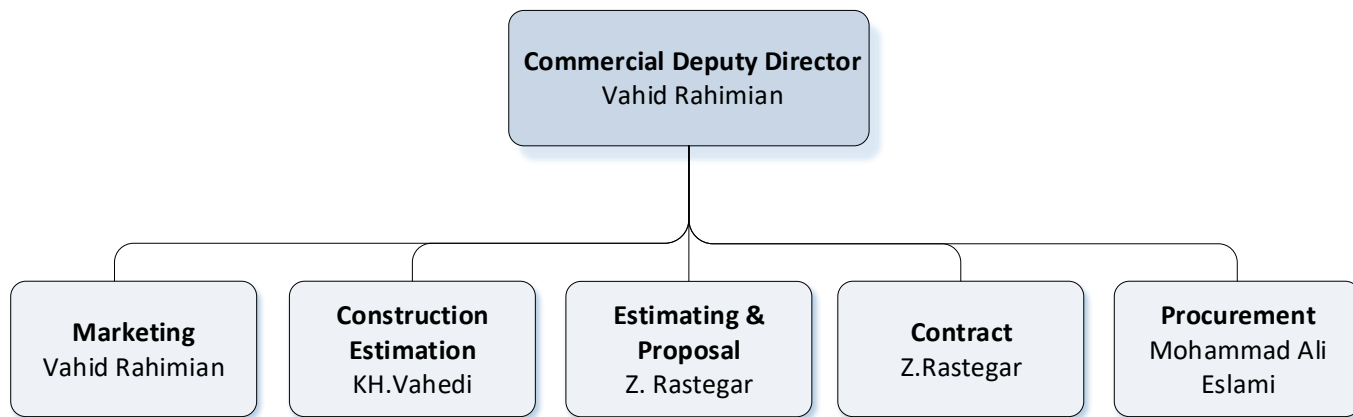 Commercial Deputy Director
Vahid Rahimian
Marketing
Vahid Rahimian
Construction
Estimation
KH.Vahedi
Estimating &
Proposal
Z. Rastegar
Contract
Z.Rastegar
Procurement
Mohammad Ali
Eslami